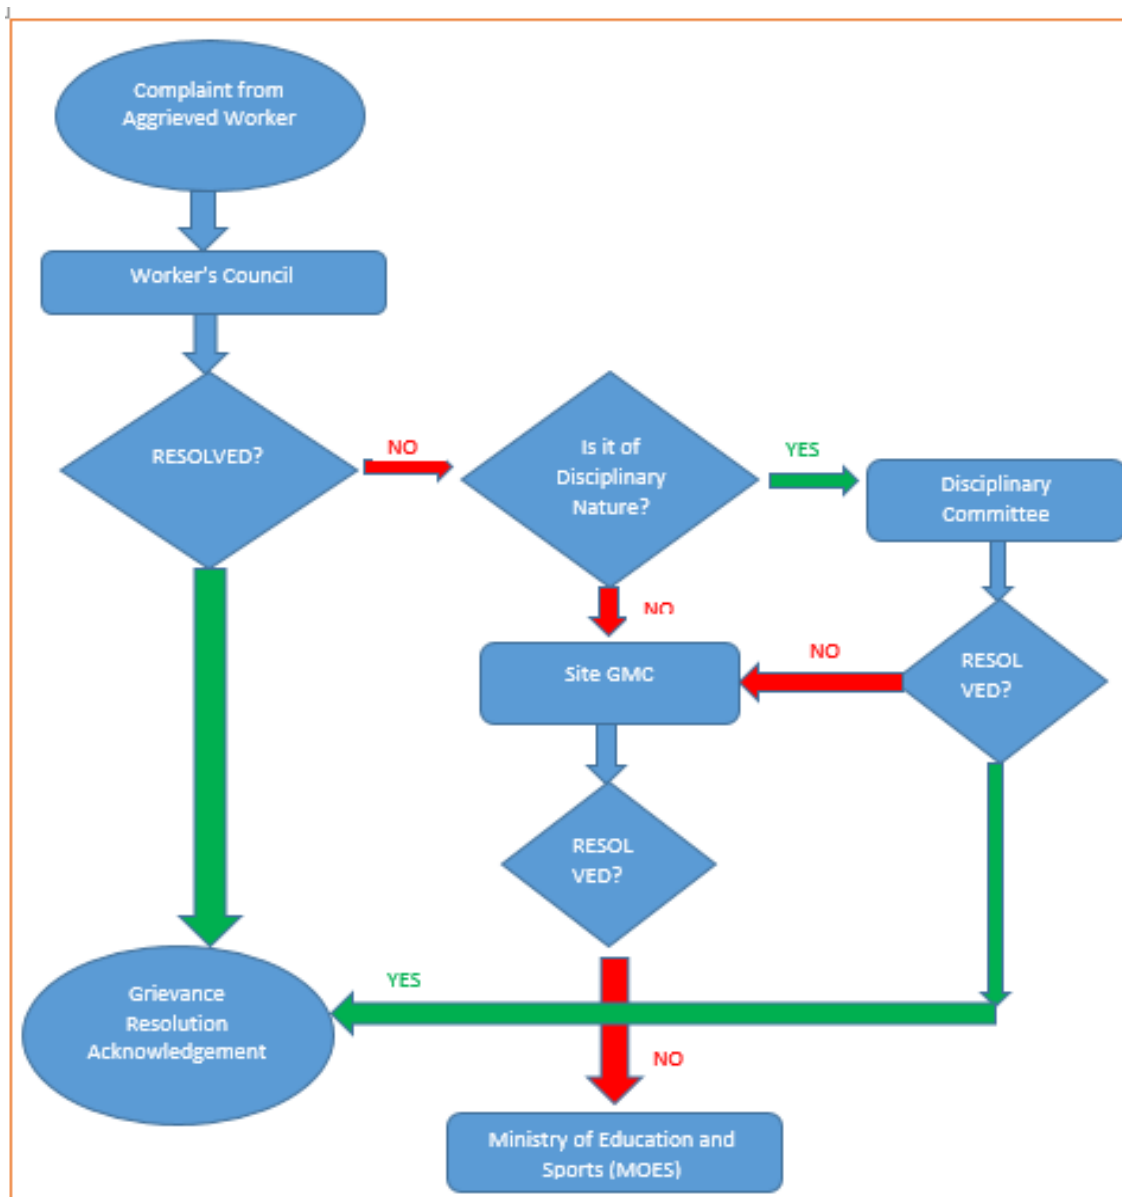 Complaint from
Aggrieved Worker
Worker's Council
RESOLVED?
NO
Is it of
Disciplinary
Nature?
YES
Disciplinary
Committee
NO
Site GMC
NO
RESOL
VED?
RESOL
VED?
YES
Grievance
Resolution
Acknowledgement
NO
Ministry of Education and
Sports (MOES)